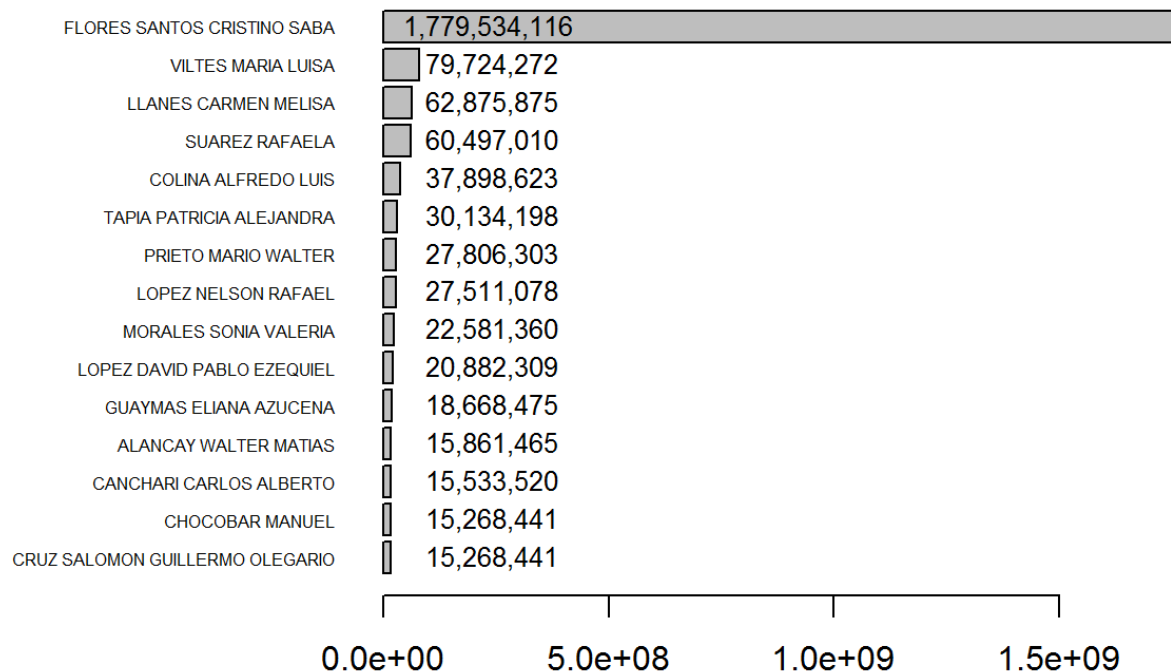 FLORES SANTOS CRISTINO SABA 1,779,534,116
VILTES MARIA LUISA 79,724,272
LLANES CARMEN MELISA 62,875,875
SUAREZ RAFAELA 60,497,010
COLINA ALFREDO LUIS 37,898,623
TAPIA PATRICIA ALEJANDRA 30,134,198
PRIETO MARIO WALTER 27,806,303
LOPEZ NELSON RAFAEL 27,511,078
MORALES SONIA VALERIA 22,581,360
LOPEZ DAVID PABLO EZEQUIEL 20,882,309
GUAYMAS ELIANA AZUCENA 18,668,475
ALANCAY WALTER MATIAS 15,861,465
CANCHARI CARLOS ALBERTO 15,533,520
CHOCOBAR MANUEL 15,268,441
CRUZ SALOMON GUILLERMO OLEGARIO 15,268,441
0.0e+00 5.0e+08 1.0e+09 1.5e+09